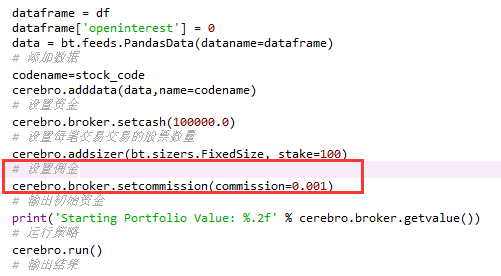 dataframe = df
dataframe['openinterest'] = 0
data = bt.feeds.PandasData(dataname=dataframe)
# 添加数据
codename=stock_code
cerebro.adddata(data,name=codename)
# 设置资金
cerebro.broker.setcash(100000.0)
# 设置每笔交易交易的股票数量
cerebro.addsizer(bt.sizers.FixedSize, stake=100)
# 设置佣金
cerebro.broker.setcommission(commission=0.001)
# 输出初始资金
print('Starting Portfolio Value: %.2f' % cerebro.broker.getvalue())
# 运行策略
cerebro.run()
# 输出结果